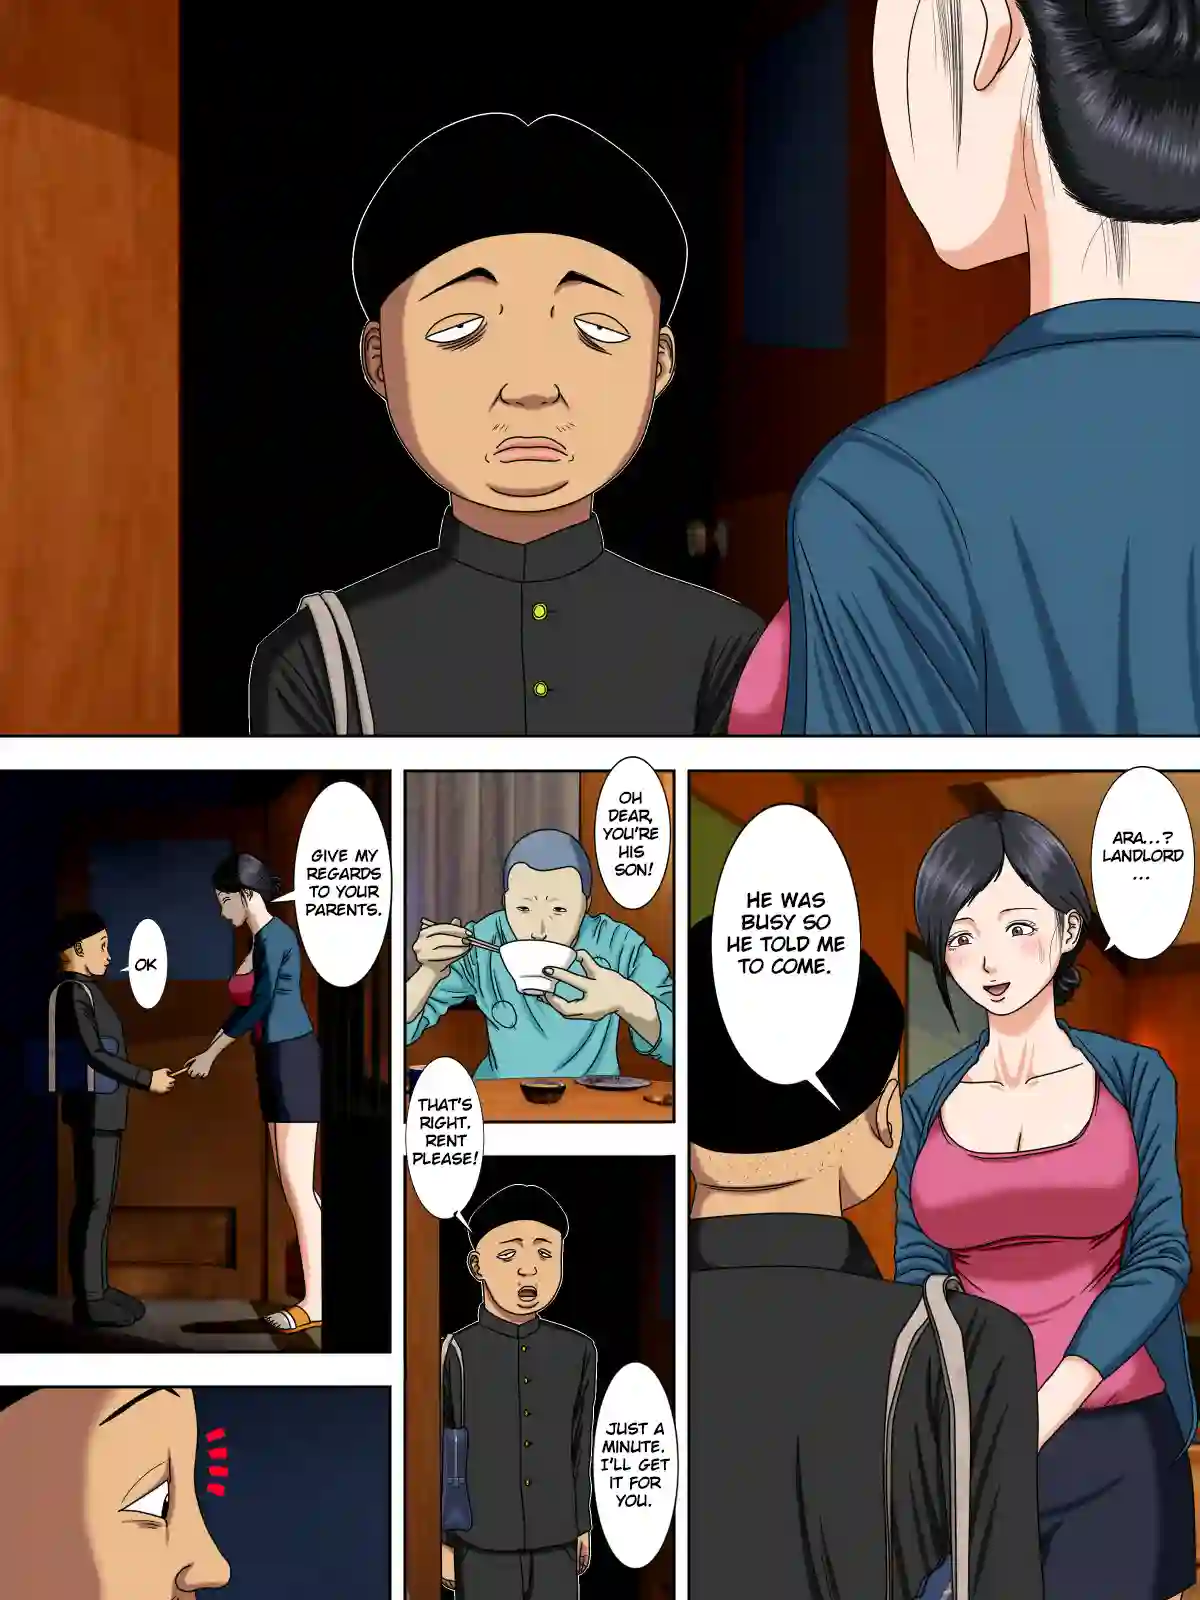 ARA...?
LANDLORD
...
HE WAS
BUSY SO
HE TOLD ME
TO COME.
OH
DEAR,
YOU'RE
HIS
SON!
THAT'S
RIGHT.
RENT
PLEASE!
JUST A
MINUTE.
I'LL GET
IT FOR
YOU.
GIVE MY
REGARDS
TO YOUR
PARENTS.
OK